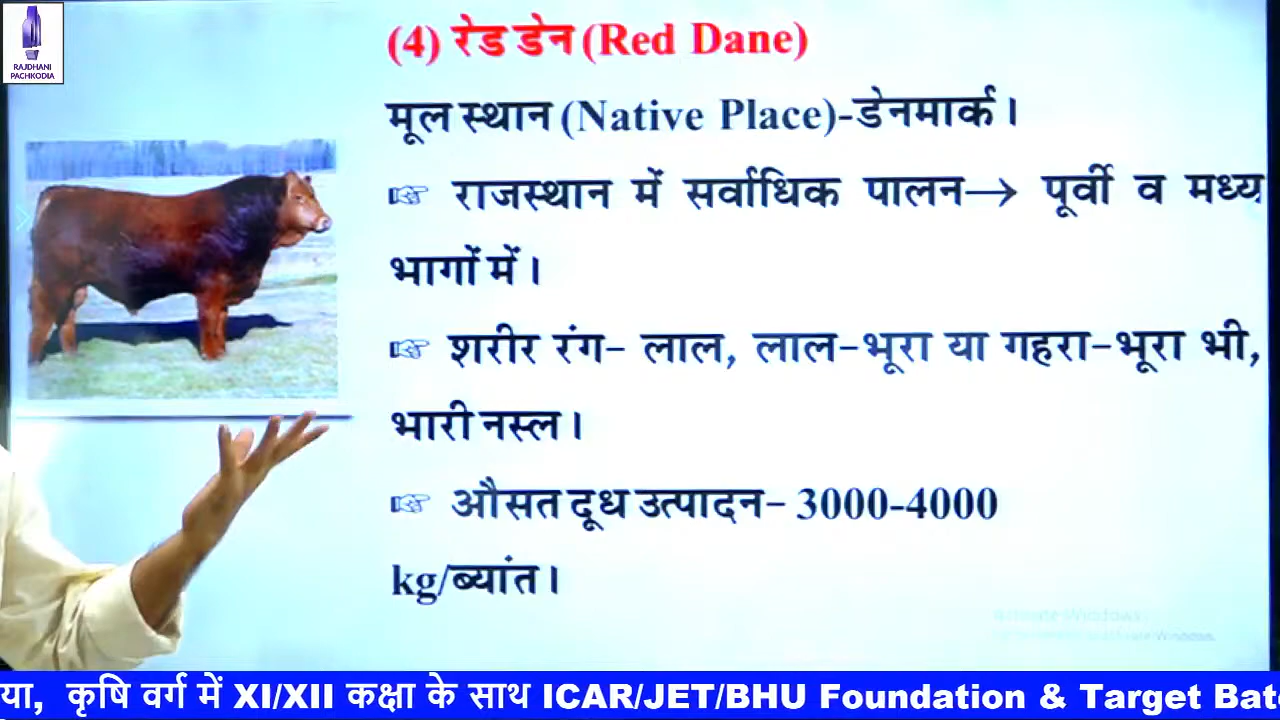 RAJDHANI
PACHKODIA
(4) रेड डेन (Red Dane)
मूल स्थान (Native Place)-डेनमार्क।
☞ राजस्थान में सर्वाधिक पालन→ पूर्वी व मध्य
भागों में।
☞ शरीर रंग- लाल, लाल-भूरा या गहरा-भूरा भी,
भारी नस्ल।
☞ औसत दूध उत्पादन- 3000-4000
kg/ब्यांत।
या, कृषि वर्ग में XI/XII कक्षा के साथ ICAR/JET/BHU Foundation & Target Bat